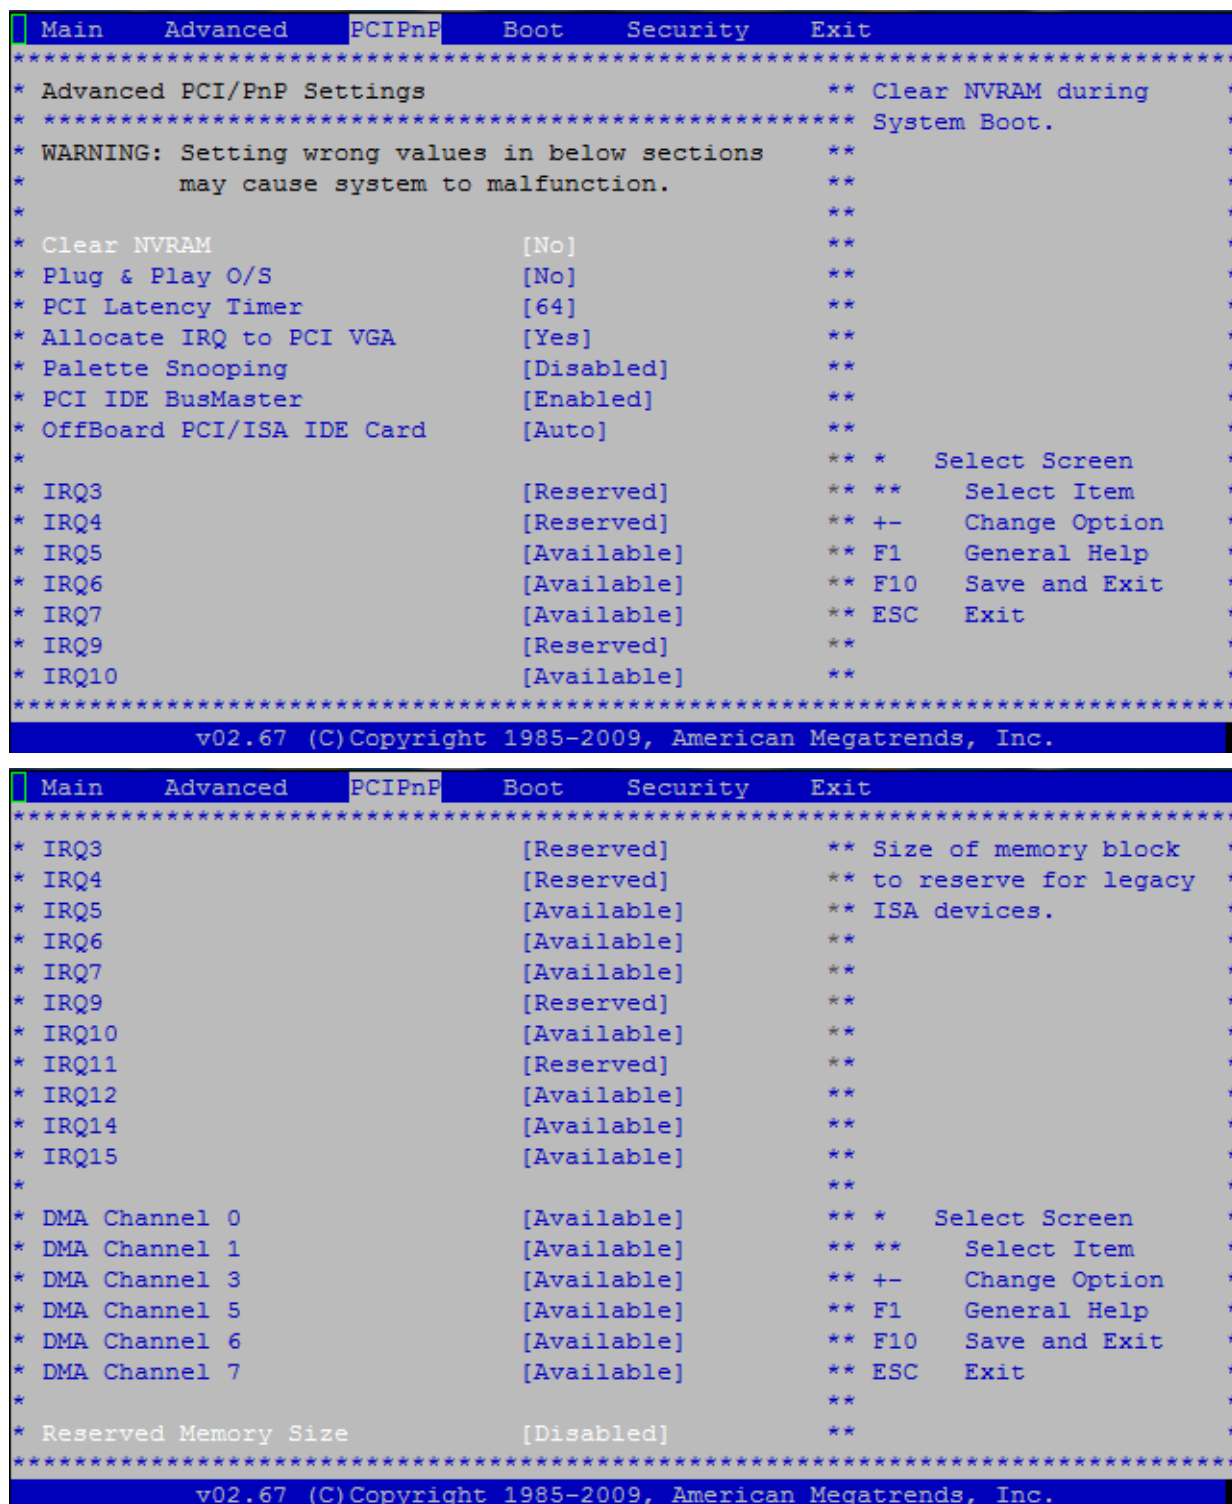 Main Advanced PCIPnP Boot Security Exit
********************************************************************************
* Advanced PCI/PnP Settings ** Clear NVRAM during *
* ***************************************************** System Boot. *
* WARNING: Setting wrong values in below sections ** *
* may cause system to malfunction. ** *
* ** *
* Clear NVRAM [No] ** *
* Plug & Play O/S [No] ** *
* PCI Latency Timer [64] ** *
* Allocate IRQ to PCI VGA [Yes] ** *
* Palette Snooping [Disabled] ** *
* PCI IDE BusMaster [Enabled] ** *
* OffBoard PCI/ISA IDE Card [Auto] ** *
* ** * Select Screen *
* IRQ3 [Reserved] ** ** Select Item *
* IRQ4 [Reserved] ** +- Change Option *
* IRQ5 [Available] ** F1 General Help *
* IRQ6 [Available] ** F10 Save and Exit *
* IRQ7 [Available] ** ESC Exit *
* IRQ9 [Reserved] ** *
* IRQ10 [Available] ** *
********************************************************************************
v02.67 (C)Copyright 1985-2009, American Megatrends, Inc.
Main Advanced PCIPnP Boot Security Exit
********************************************************************************
* IRQ3 [Reserved] ** Size of memory block *
* IRQ4 [Reserved] ** to reserve for legacy *
* IRQ5 [Available] ** ISA devices. *
* IRQ6 [Available] ** *
* IRQ7 [Available] ** *
* IRQ9 [Reserved] ** *
* IRQ10 [Available] ** *
* IRQ11 [Reserved] ** *
* IRQ12 [Available] ** *
* IRQ14 [Available] ** *
* IRQ15 [Available] ** *
* ** *
* DMA Channel 0 [Available] ** * Select Screen *
* DMA Channel 1 [Available] ** ** Select Item *
* DMA Channel 3 [Available] ** +- Change Option *
* DMA Channel 5 [Available] ** F1 General Help *
* DMA Channel 6 [Available] ** F10 Save and Exit *
* DMA Channel 7 [Available] ** ESC Exit *
* ** *
* Reserved Memory Size [Disabled] ** *
********************************************************************************
v02.67 (C)Copyright 1985-2009, American Megatrends, Inc.